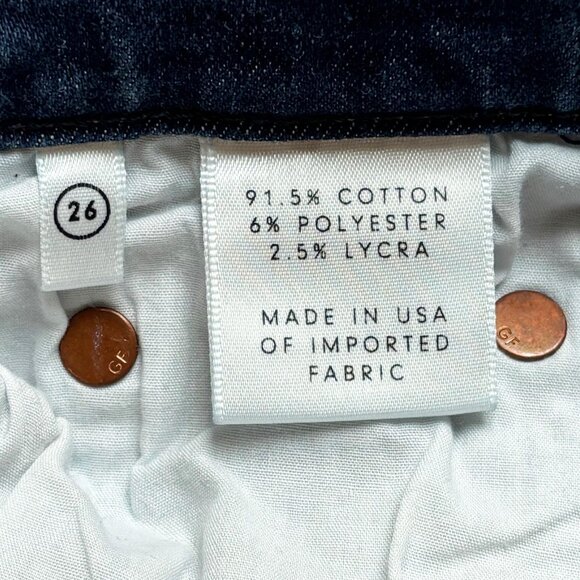 26
91.5% COTTON
6% POLYESTER
2.5% LYCRA
MADE IN USA
OF IMPORTED
FABRIC
GF
GF